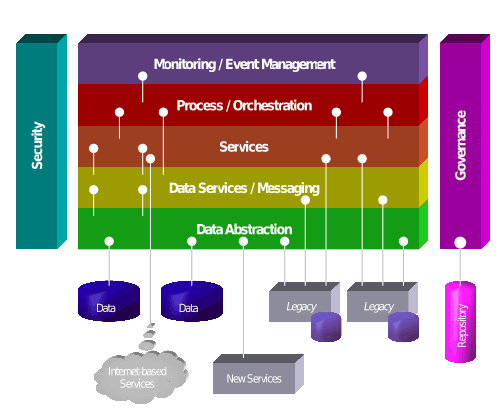 Monitoring / Event Management
Process / Orchestration
Services
Data Services / Messaging
Data Abstraction
Security
Governance
Data
Data
Legacy
Legacy
Repository
Internet-based
Services
New Services